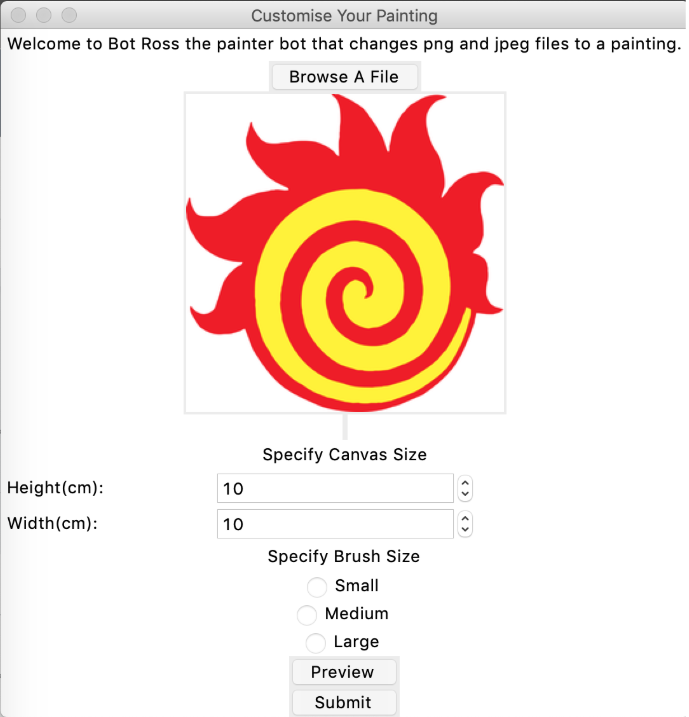 Customise Your Painting
Welcome to Bot Ross the painter bot that changes png and jpeg files to a painting.
Browse A File
Specify Canvas Size
Height(cm):
10
Width(cm):
10
Specify Brush Size
Small
Medium
Large
Preview
Submit